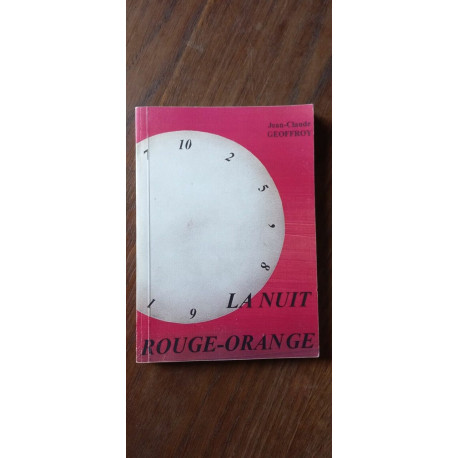 Jean-Claude
GEOFFROY
7
10
2
5
,
8
9
1
LA NUIT
ROUGE-ORANGE